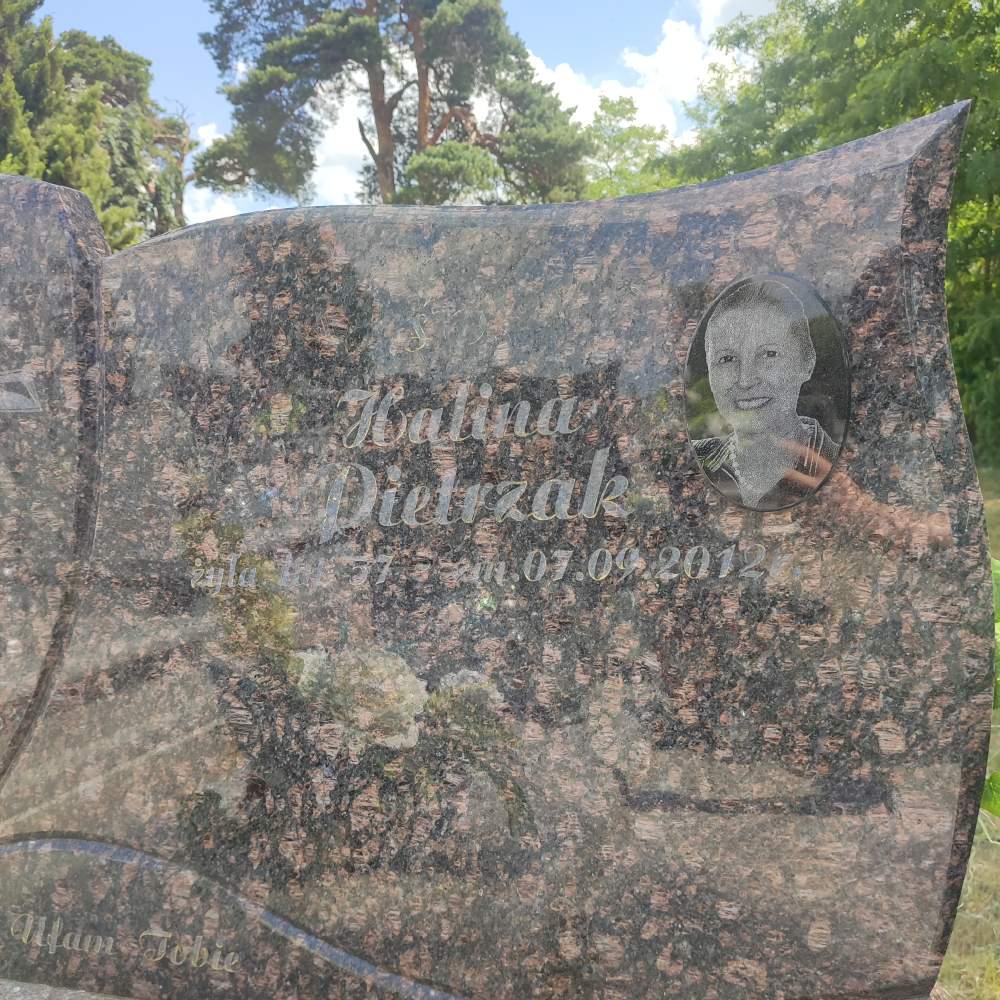 Halina
Pietrzak
żyła lat 57 zm. 07.09.2012 r.
Ufam Tobie